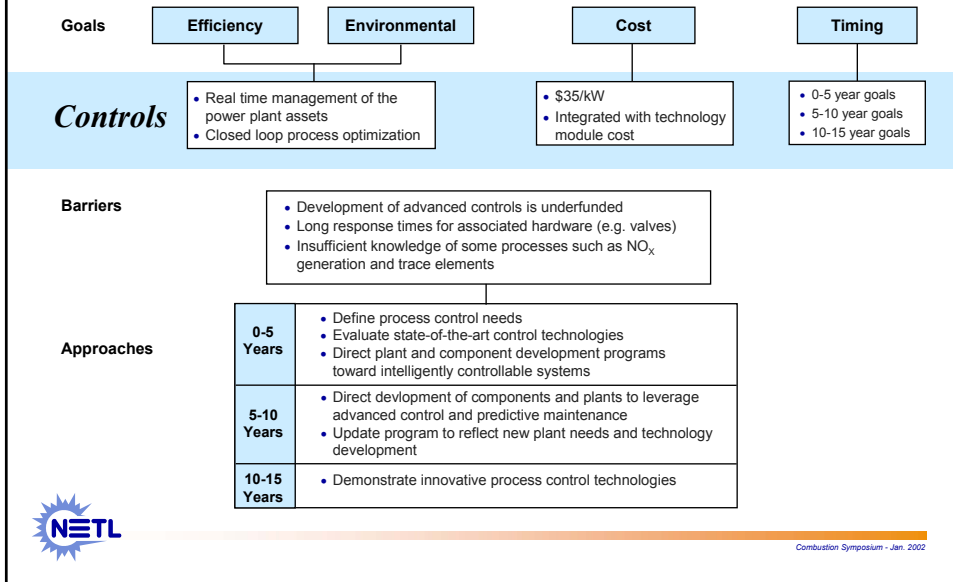 Goals
Efficiency
Environmental
Cost
Timing
Controls
• Real time management of the
power plant assets
• Closed loop process optimization
• $35/kW
• Integrated with technology
module cost
• 0-5 year goals
• 5-10 year goals
• 10-15 year goals
Barriers
• Development of advanced controls is underfunded
• Long response times for associated hardware (e.g. valves)
• Insufficient knowledge of some processes such as NOX
generation and trace elements
Approaches
0-5
Years
• Define process control needs
• Evaluate state-of-the-art control technologies
• Direct plant and component development programs
toward intelligently controllable systems
5-10
Years
• Direct devlopment of components and plants to leverage
advanced control and predictive maintenance
• Update program to reflect new plant needs and technology
development
10-15
Years
• Demonstrate innovative process control technologies
NETL
Combustion Symposium - Jan. 2002